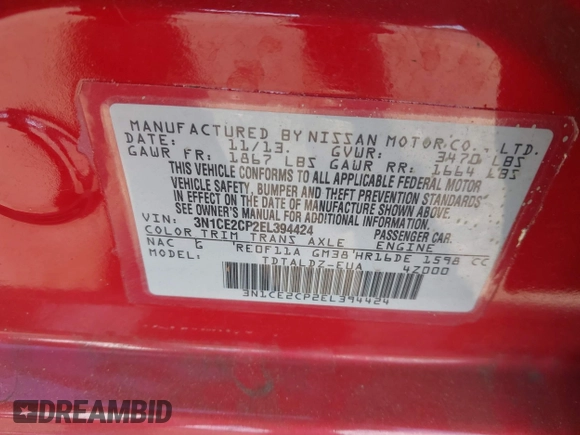 MANUFACTURED BY NISSAN MOTOR CO., LTD.
DATE: 11/13. GVWR: 3470 LBS
GAWR FR: 1867 LBS GAWR RR: 1664 LBS
THIS VEHICLE CONFORMS TO ALL APPLICABLE FEDERAL MOTOR
VEHICLE SAFETY, BUMPER AND THEFT PREVENTION STANDARDS
IN EFFECT ON THE DATE OF MANUFACTURE SHOWN ABOVE.
SEE OWNER'S MANUAL FOR ADDITIONAL INFORMATION.
VIN: 3N1CE2CP2EL394424 PASSENGER CAR.
COLOR TRIM TRANS AXLE ENGINE
NAC G RE0F11A GM38 HR16DE 1598 CC
MODEL: TDTALDZ-EUA 4Z000
3N1CE2CP2EL394424
DREAMBID